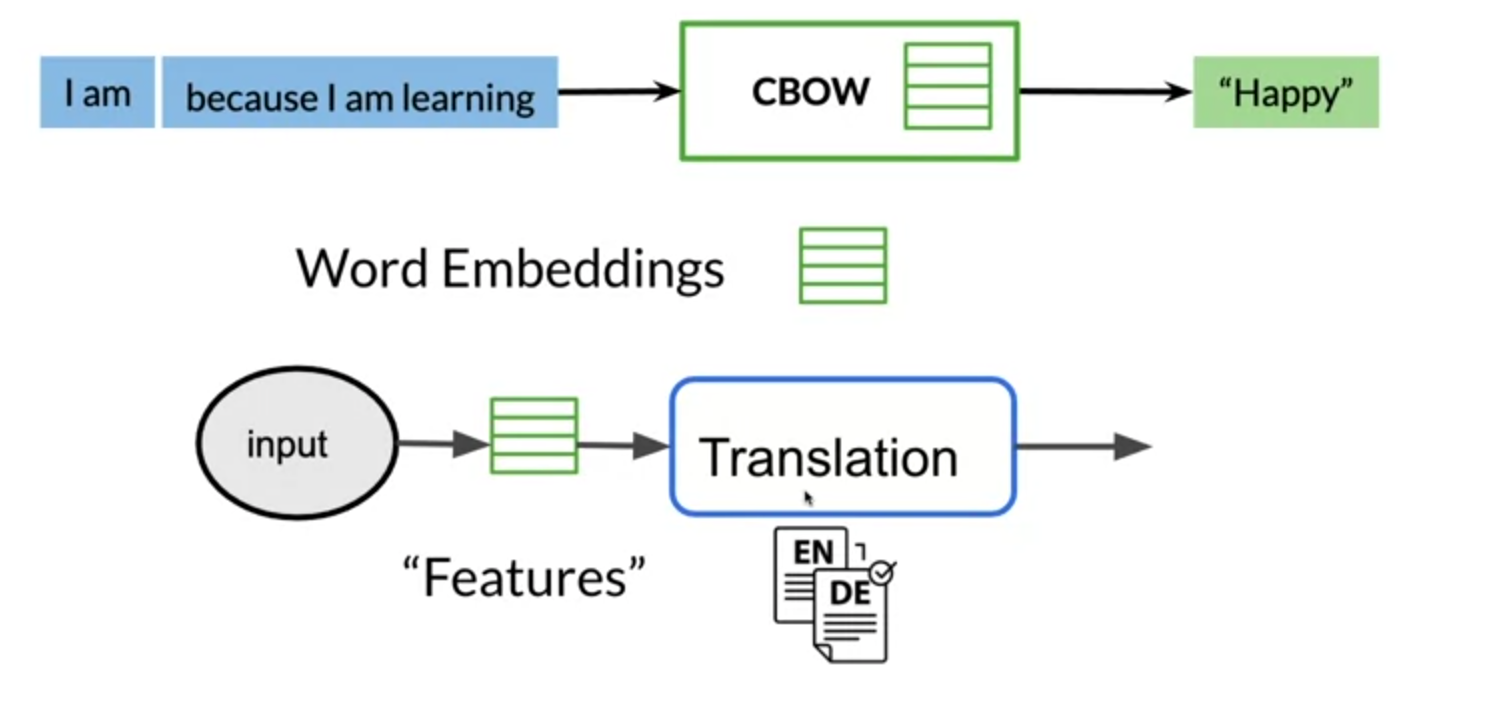 I am because I am learning CBOW “Happy”
Word Embeddings
input Translation
“Features”
EN
DE